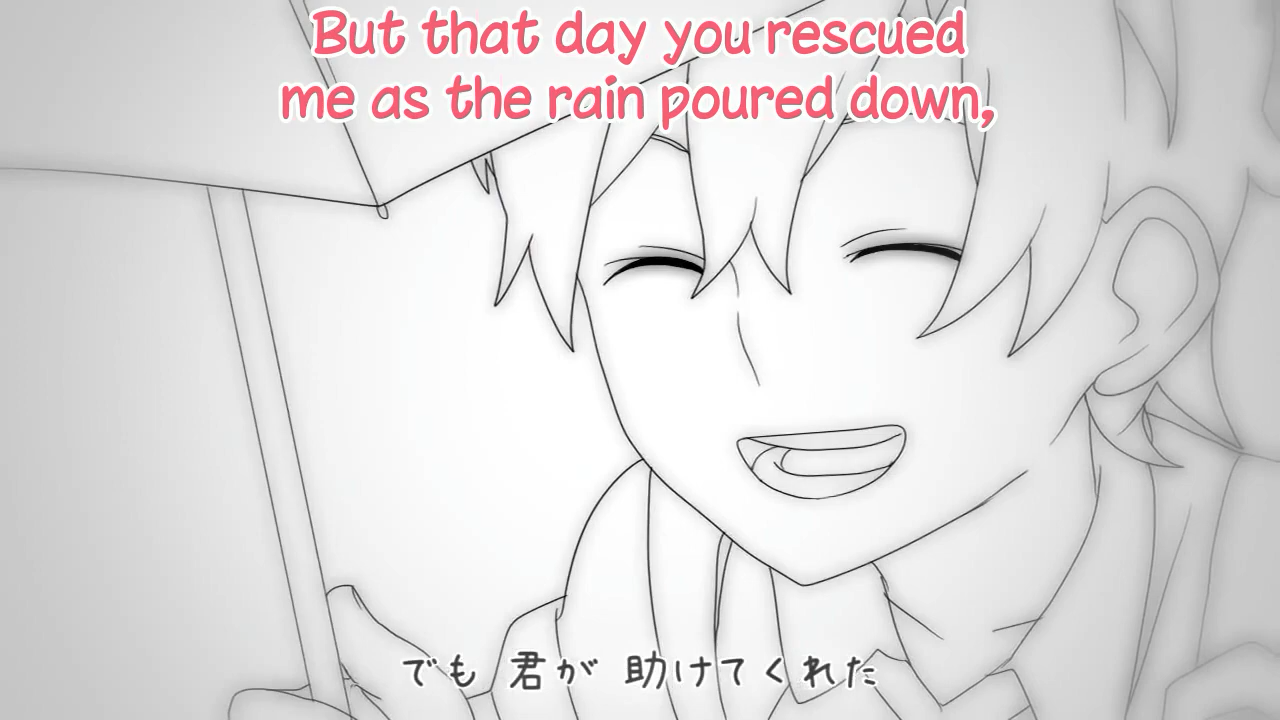 But that day you rescued
me as the rain poured down,
でも 君が 助けてくれた